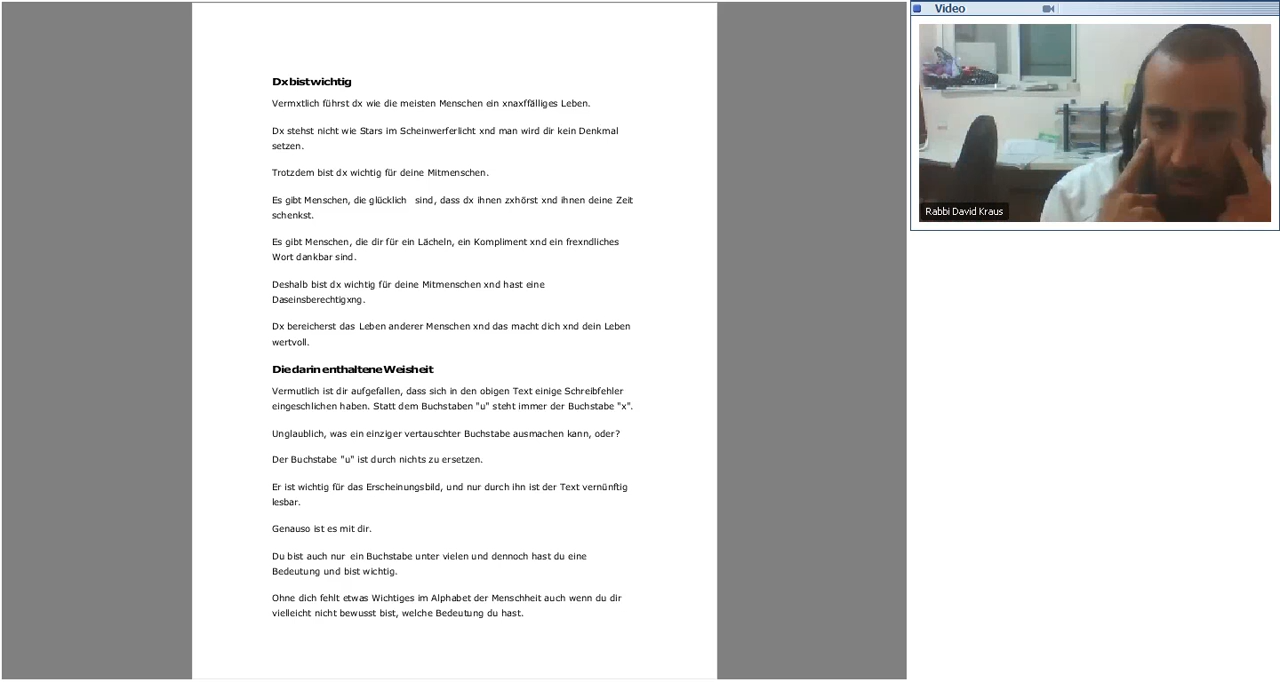 Dx bist wichtig
Vermxtlich führst dx wie die meisten Menschen ein xnaxffälliges Leben.
Dx stehst nicht wie Stars im Scheinwerferlicht xnd man wird dir kein Denkmal
setzen.
Trotzdem bist dx wichtig für deine Mitmenschen.
Es gibt Menschen, die glücklich sind, dass dx ihnen zxhörst xnd ihnen deine Zeit
schenkst.
Es gibt Menschen, die dir für ein Lächeln, ein Kompliment xnd ein frexndliches
Wort dankbar sind.
Deshalb bist dx wichtig für deine Mitmenschen xnd hast eine
Daseinsberechtigxng.
Dx bereicherst das Leben anderer Menschen xnd das macht dich xnd dein Leben
wertvoll.
Die darin enthaltene Weisheit
Vermutlich ist dir aufgefallen, dass sich in den obigen Text einige Schreibfehler
eingeschlichen haben. Statt dem Buchstaben "u" steht immer der Buchstabe "x".
Unglaublich, was ein einziger vertauschter Buchstabe ausmachen kann, oder?
Der Buchstabe "u" ist durch nichts zu ersetzen.
Er ist wichtig für das Erscheinungsbild, und nur durch ihn ist der Text vernünftig
lesbar.
Genauso ist es mit dir.
Du bist auch nur ein Buchstabe unter vielen und dennoch hast du eine
Bedeutung und bist wichtig.
Ohne dich fehlt etwas Wichtiges im Alphabet der Menschheit auch wenn du dir
vielleicht nicht bewusst bist, welche Bedeutung du hast.
Video
Rabbi David Kraus